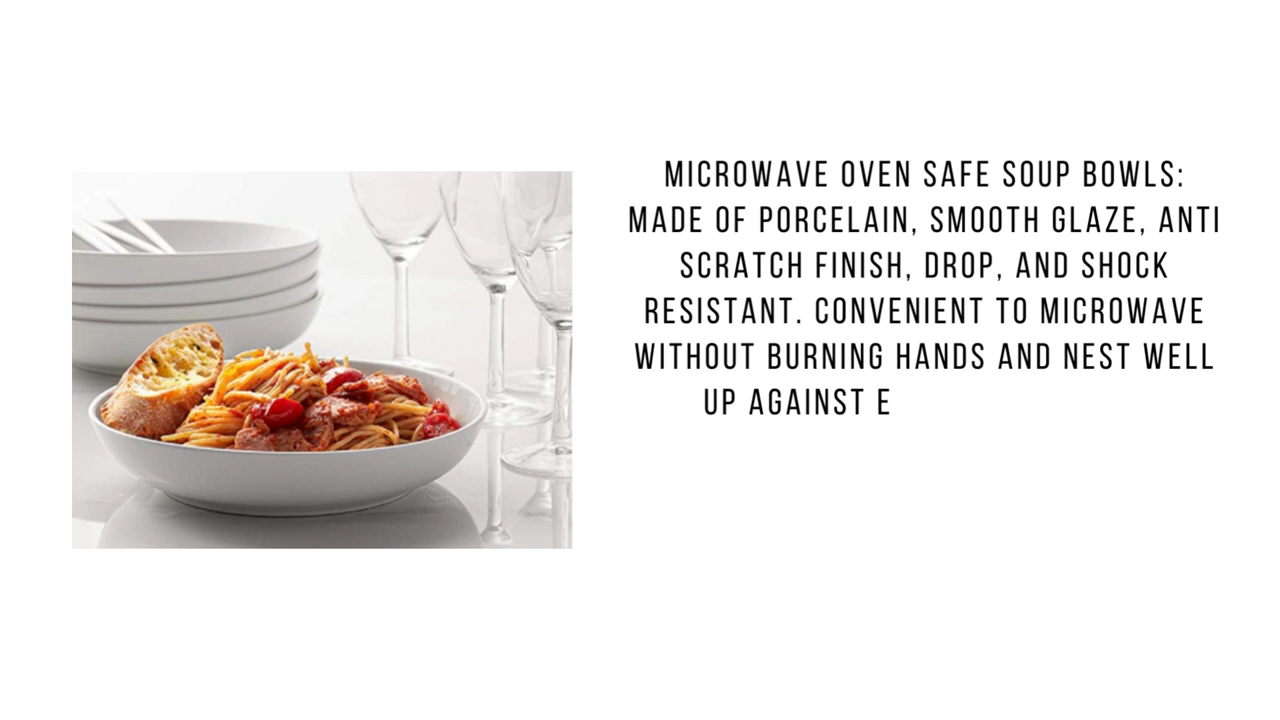 MICROWAVE OVEN SAFE SOUP BOWLS:
MADE OF PORCELAIN, SMOOTH GLAZE, ANTI
SCRATCH FINISH, DROP, AND SHOCK
RESISTANT. CONVENIENT TO MICROWAVE
WITHOUT BURNING HANDS AND NEST WELL
UP AGAINST E